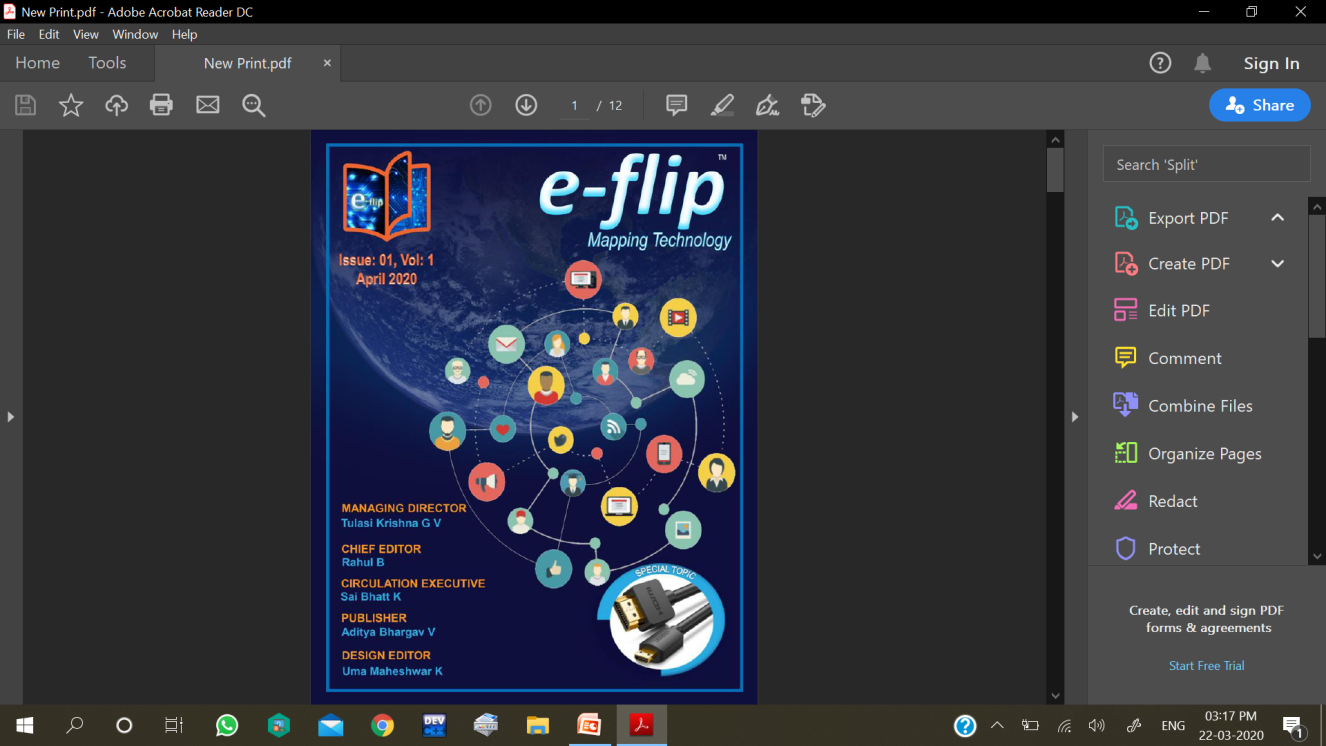 New Print.pdf - Adobe Acrobat Reader DC
File Edit View Window Help
Home Tools New Print.pdf × Sign In
1 / 12
Share
e-flip
e-flip™
Mapping Technology
Issue: 01, Vol: 1
April 2020
MANAGING DIRECTOR
Tulasi Krishna G V
CHIEF EDITOR
Rahul B
CIRCULATION EXECUTIVE
Sai Bhatt K
PUBLISHER
Aditya Bhargav V
DESIGN EDITOR
Uma Maheshwar K
SPECIAL TOPIC
HDMI
Search 'Split'
Export PDF
Create PDF
Edit PDF
Comment
Combine Files
Organize Pages
Redact
Protect
Create, edit and sign PDF
forms & agreements
Start Free Trial
DEV
C++
ENG
03:17 PM
22-03-2020
1